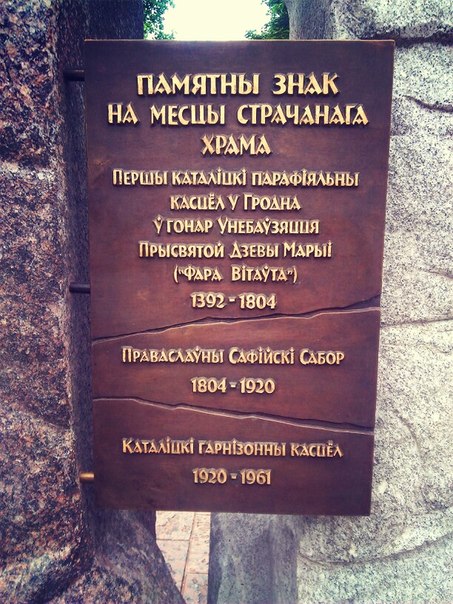 Памятны знак
на месцы страчанага
храма
Першы каталіцкі парафіяльны
касцёл у Гродна
ў гонар Унебаўзяцця
Прысвятой Дзевы Марыі
("Фара Вітаўта")
1392 - 1804
Праваслаўны Сафійскі Сабор
1804 - 1920
Каталіцкі гарнізонны касцёл
1920 - 1961